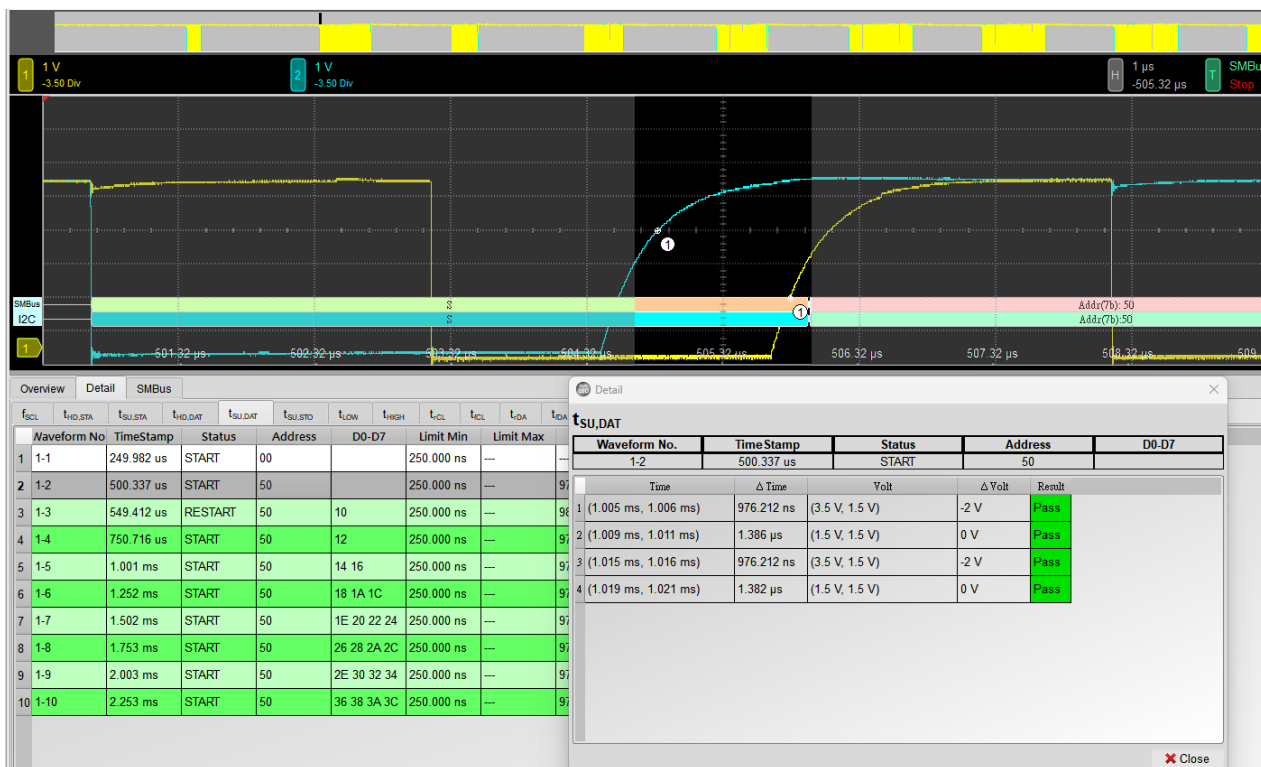 1 1 V
-3.50 Div
2 1 V
-3.50 Div
H 1 µs
-505.32 µs
T SMBu
Stop
1
SMBus S Addr(7b): 50
I2C S Addr(7b):50
1
1
501.32 µs 502.32 µs 503.32 µs 504.32 µs 505.32 µs 506.32 µs 507.32 µs 508.32 µs 509
Overview Detail SMBus
fSCL tHD,STA tSU,STA tHD,DAT tSU,DAT tSU,STO tLOW tHIGH trCL tfCL trDA tfDA
Waveform No TimeStamp Status Address D0-D7 Limit Min Limit Max
1 1-1 249.982 us START 00 250.000 ns --- ---
2 1-2 500.337 us START 50 250.000 ns --- 97
3 1-3 549.412 us RESTART 50 10 250.000 ns --- 98
4 1-4 750.716 us START 50 12 250.000 ns --- 97
5 1-5 1.001 ms START 50 14 16 250.000 ns --- 97
6 1-6 1.252 ms START 50 18 1A 1C 250.000 ns --- 97
7 1-7 1.502 ms START 50 1E 20 22 24 250.000 ns --- 97
8 1-8 1.753 ms START 50 26 28 2A 2C 250.000 ns --- 97
9 1-9 2.003 ms START 50 2E 30 32 34 250.000 ns --- 97
10 1-10 2.253 ms START 50 36 38 3A 3C 250.000 ns --- 97
Detail
tSU,DAT
Waveform No. TimeStamp Status Address D0-D7
1-2 500.337 us START 50
Time Δ Time Volt Δ Volt Result
1 (1.005 ms, 1.006 ms) 976.212 ns (3.5 V, 1.5 V) -2 V Pass
2 (1.009 ms, 1.011 ms) 1.386 µs (1.5 V, 1.5 V) 0 V Pass
3 (1.015 ms, 1.016 ms) 976.212 ns (3.5 V, 1.5 V) -2 V Pass
4 (1.019 ms, 1.021 ms) 1.382 µs (1.5 V, 1.5 V) 0 V Pass
Close